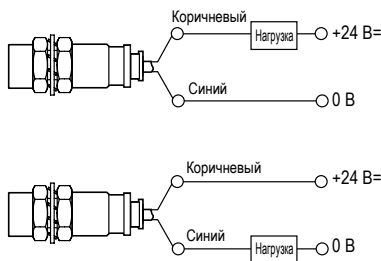 Коричневый
Нагрузка
+24 В=
Синий
0 В
Коричневый
+24 В=
Синий
Нагрузка
0 В